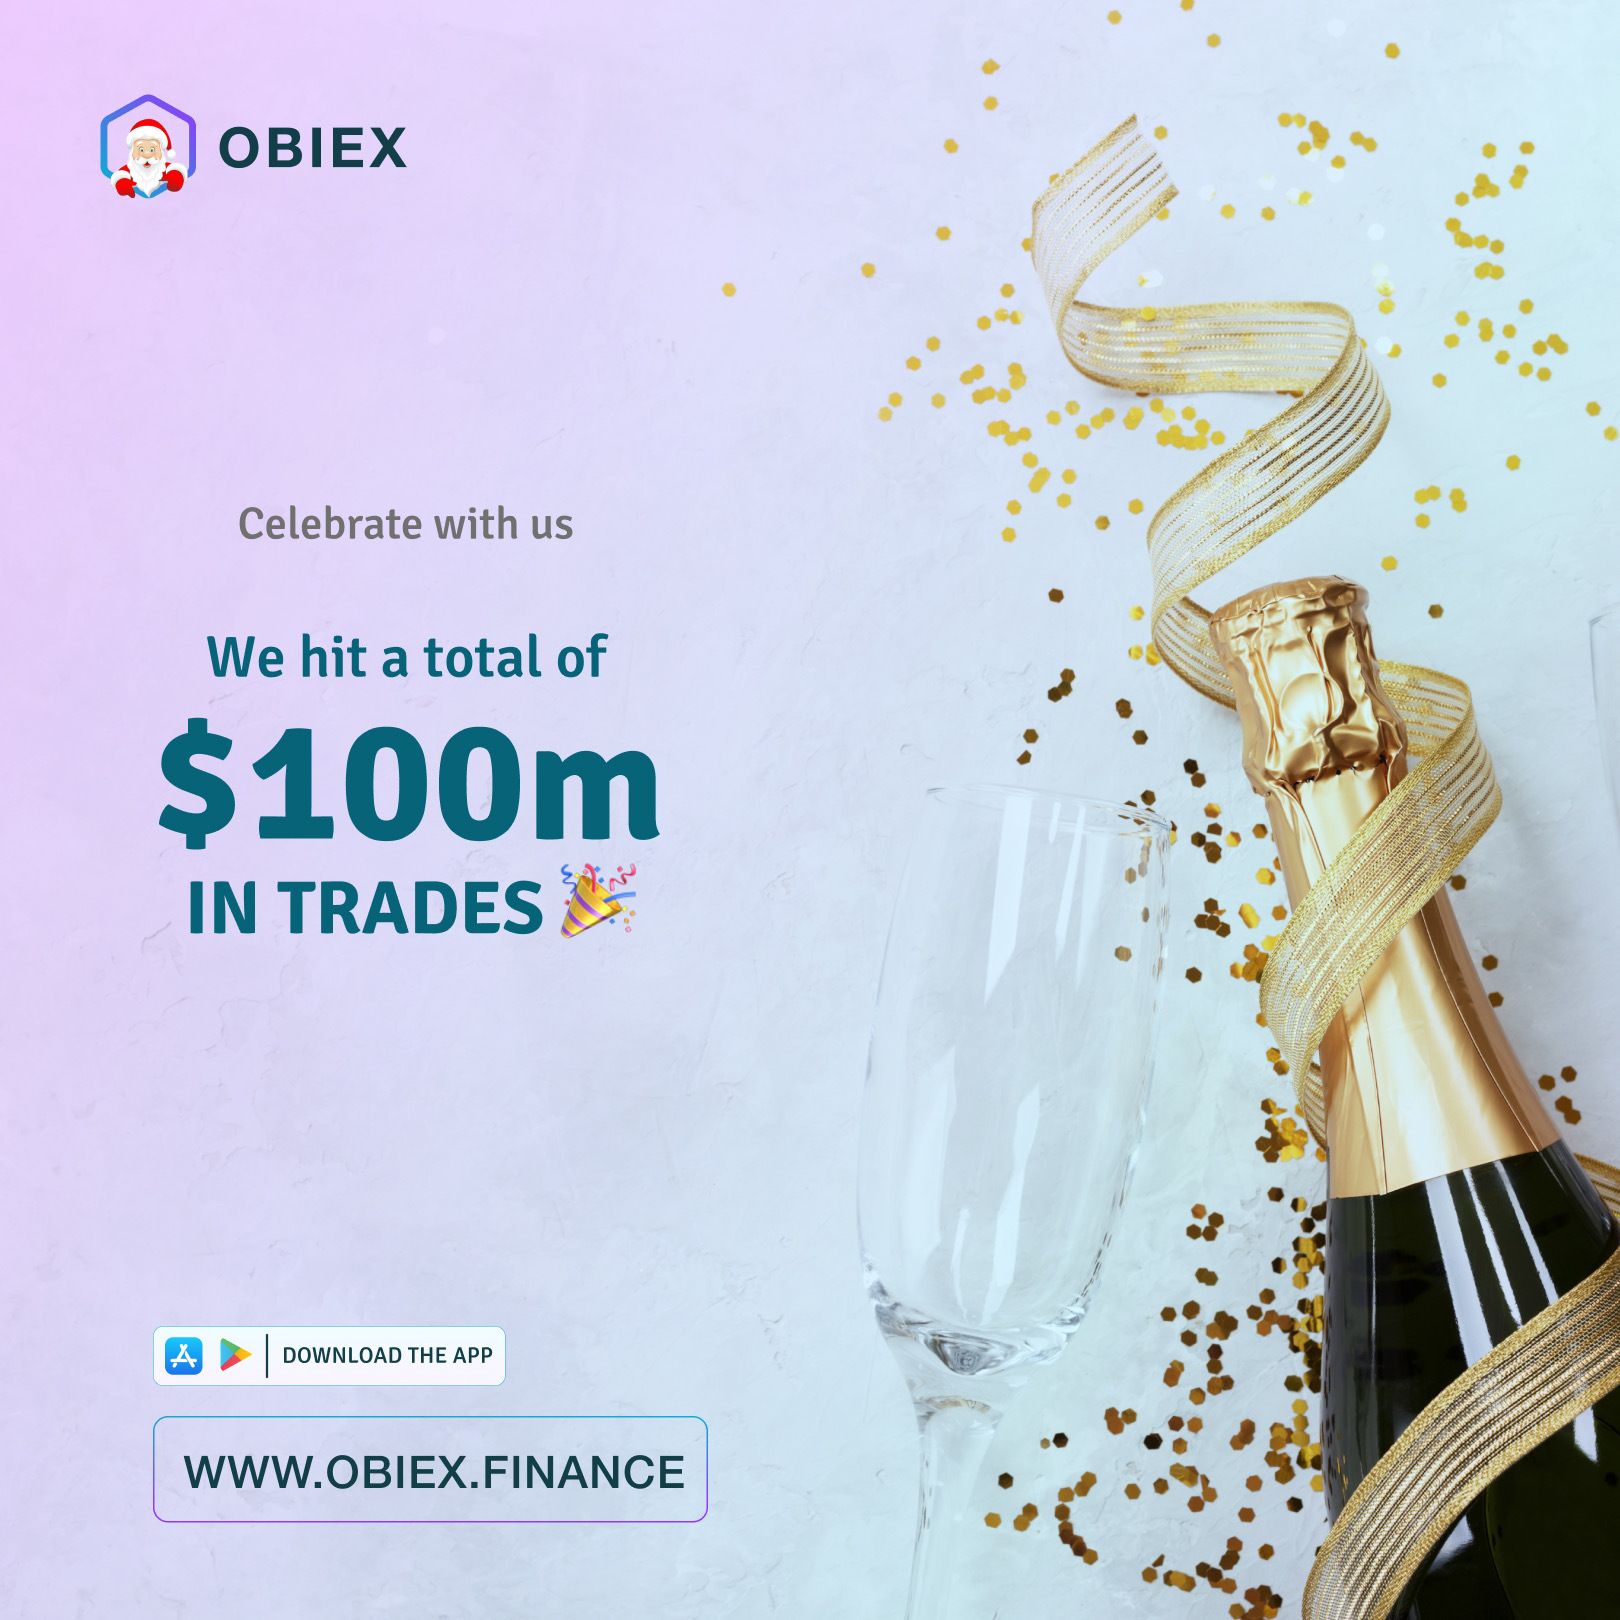 OBIEX
Celebrate with us
We hit a total of
$100m
IN TRADES 🎉
DOWNLOAD THE APP
WWW.OBIEX.FINANCE